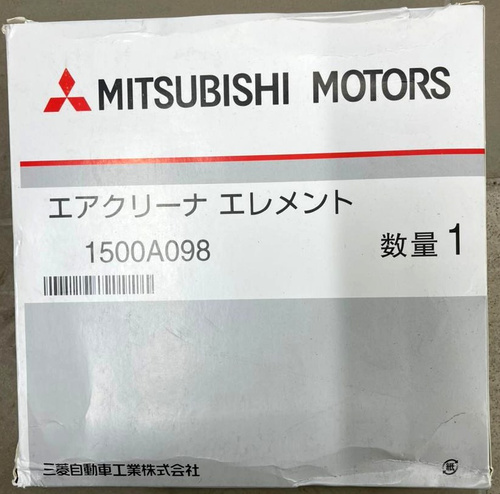 MITSUBISHI MOTORS
エアクリーナ エレメント
1500A098
数量 1
三菱自動車工業株式会社
紙